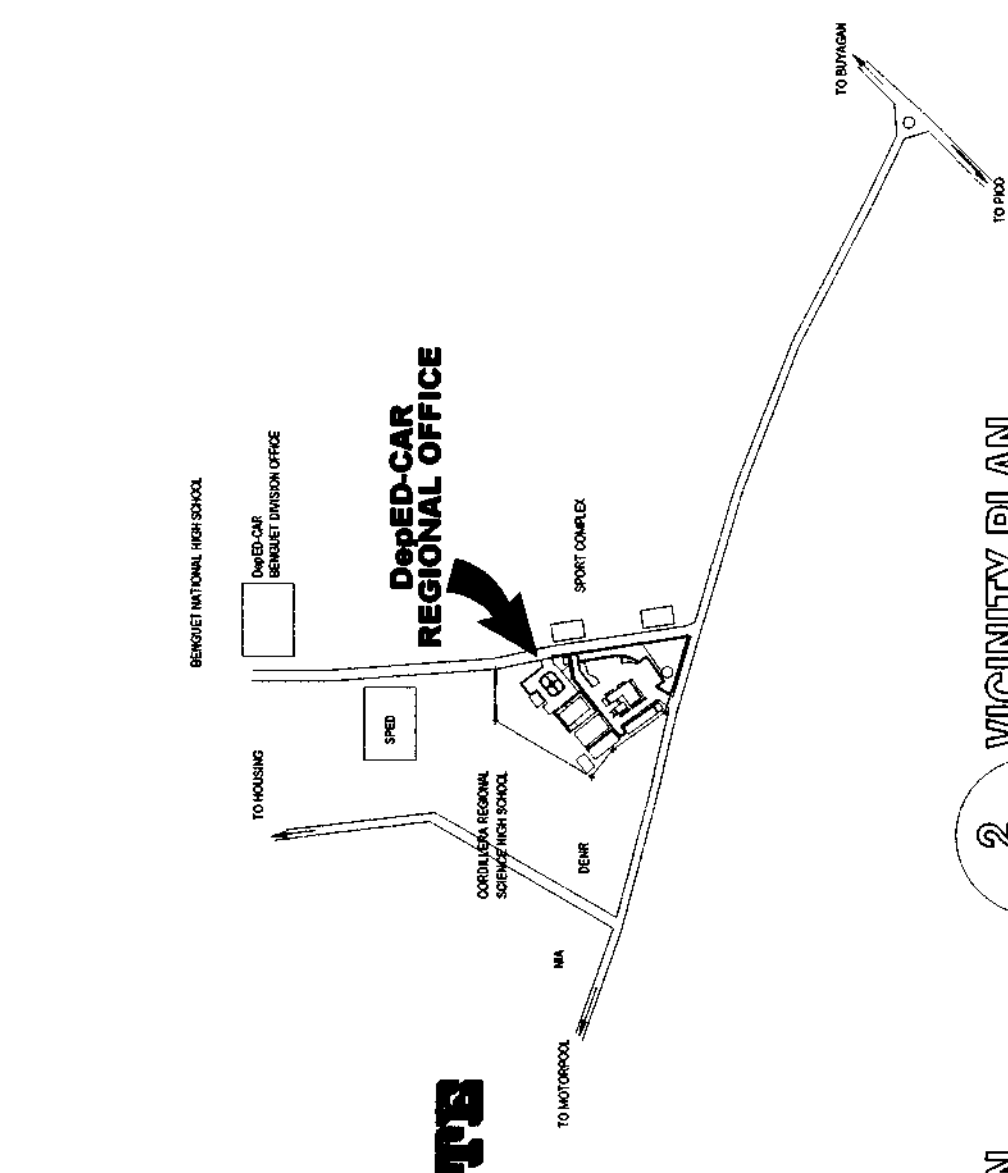 BENGUET NATIONAL HIGH SCHOOL
DepED-CAR
BENGUET DIVISION OFFICE
DepED-CAR
REGIONAL OFFICE
SPORT COMPLEX
TO BUYAGAN
TO PICO
SPED
TO HOUSING
CORDILLERA REGIONAL
SCIENCE HIGH SCHOOL
DENR
NIA
TO MOTORPOOL
2
VICINITY PLAN